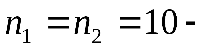 n₁ = n₂ = 10 -